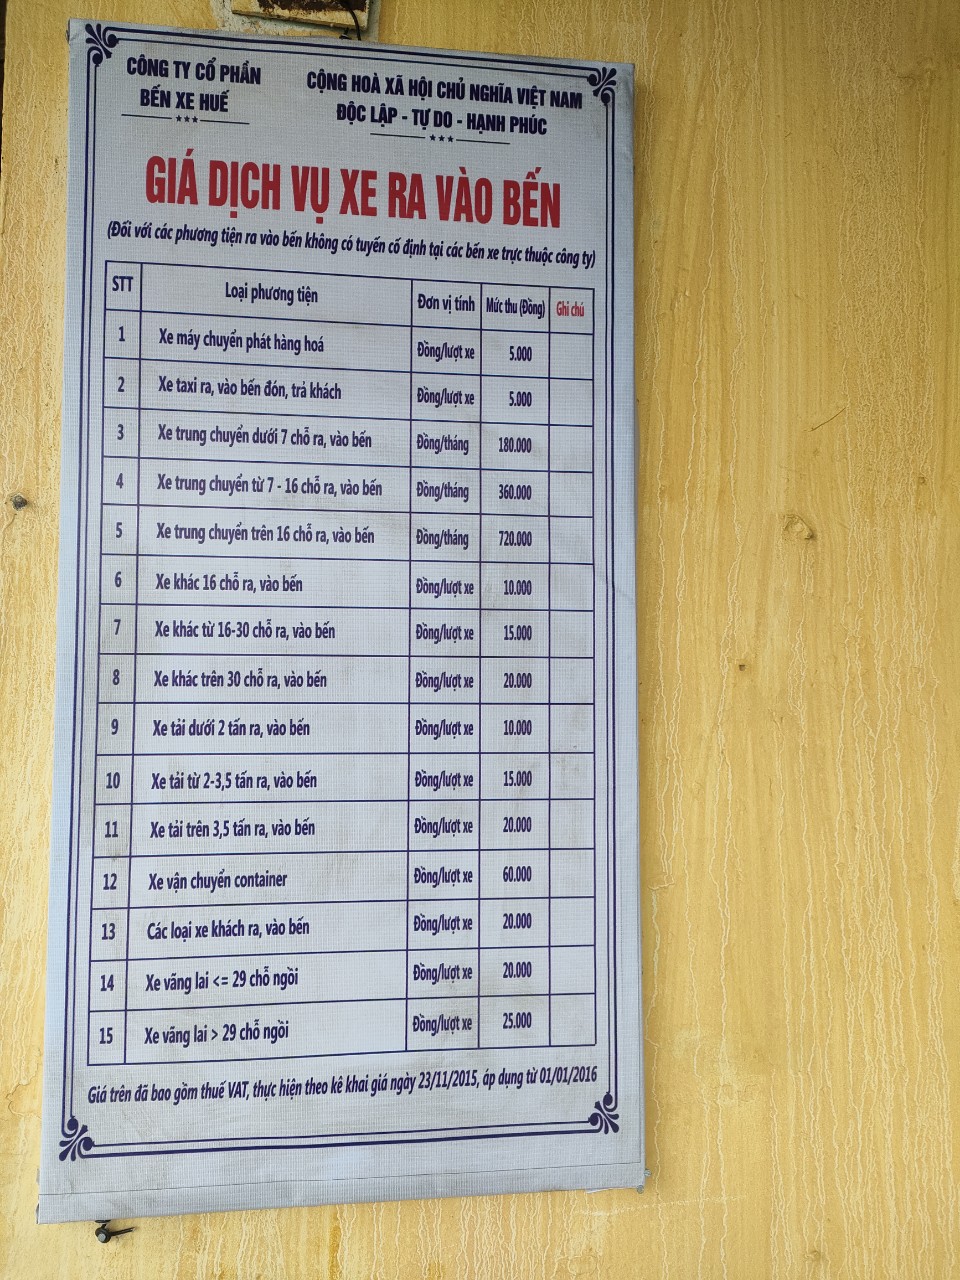 CÔNG TY CỔ PHẦN
BẾN XE HUẾ
CỘNG HOÀ XÃ HỘI CHỦ NGHĨA VIỆT NAM
ĐỘC LẬP - TỰ DO - HẠNH PHÚC
GIÁ DỊCH VỤ XE RA VÀO BẾN
(Đối với các phương tiện ra vào bến không có tuyến cố định tại các bến xe trực thuộc công ty)
STT Loại phương tiện Đơn vị tính Mức thu (Đồng) Ghi chú
1 Xe máy chuyển phát hàng hoá Đồng/lượt xe 5.000
2 Xe taxi ra, vào bến đón, trả khách Đồng/lượt xe 5.000
3 Xe trung chuyển dưới 7 chỗ ra, vào bến Đồng/tháng 180.000
4 Xe trung chuyển từ 7 - 16 chỗ ra, vào bến Đồng/tháng 360.000
5 Xe trung chuyển trên 16 chỗ ra, vào bến Đồng/tháng 720.000
6 Xe khác 16 chỗ ra, vào bến Đồng/lượt xe 10.000
7 Xe khác từ 16-30 chỗ ra, vào bến Đồng/lượt xe 15.000
8 Xe khác trên 30 chỗ ra, vào bến Đồng/lượt xe 20.000
9 Xe tải dưới 2 tấn ra, vào bến Đồng/lượt xe 10.000
10 Xe tải từ 2-3,5 tấn ra, vào bến Đồng/lượt xe 15.000
11 Xe tải trên 3,5 tấn ra, vào bến Đồng/lượt xe 20.000
12 Xe vận chuyển container Đồng/lượt xe 60.000
13 Các loại xe khách ra, vào bến Đồng/lượt xe 20.000
14 Xe vãng lai <= 29 chỗ ngồi Đồng/lượt xe 20.000
15 Xe vãng lai > 29 chỗ ngồi Đồng/lượt xe 25.000
Giá trên đã bao gồm thuế VAT, thực hiện theo kê khai giá ngày 23/11/2015, áp dụng từ 01/01/2016